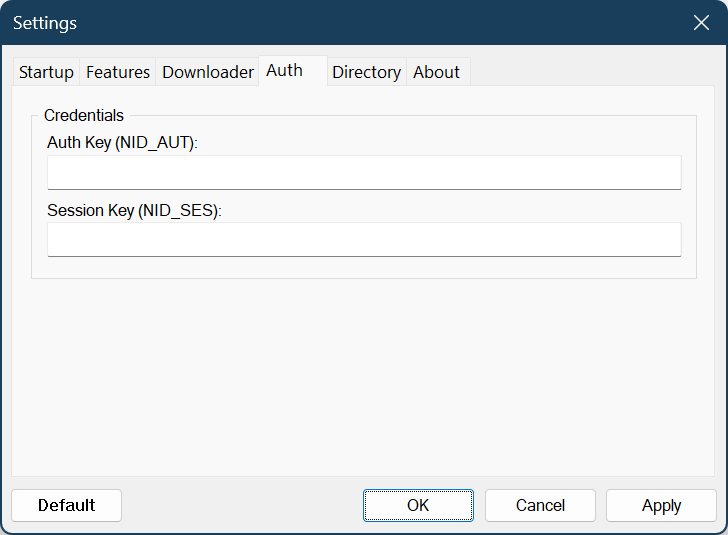 Settings
Startup Features Downloader Auth Directory About
Credentials
Auth Key (NID_AUT):
Session Key (NID_SES):
Default OK Cancel Apply